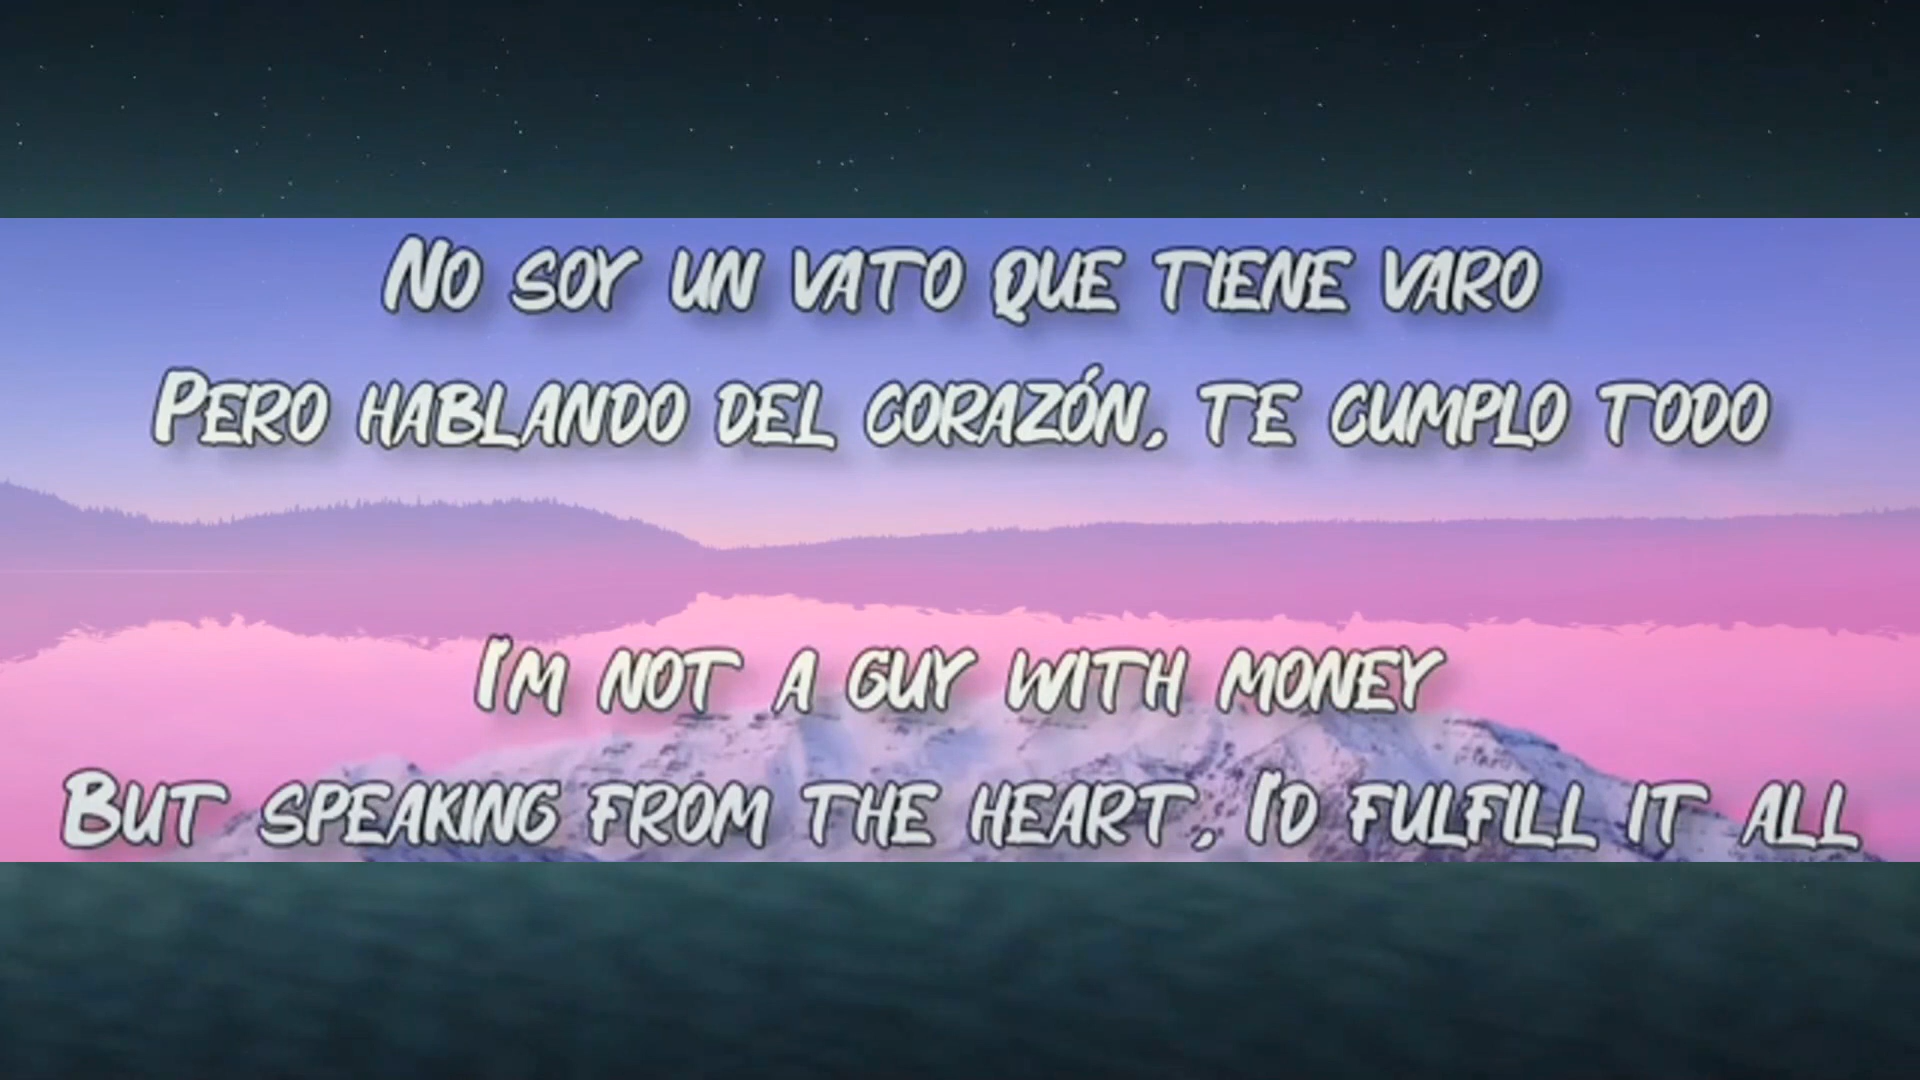 No soy un vato que tiene varo
Pero hablando del corazón, te cumplo todo
I'm not a guy with money
But speaking from the heart, I'd fulfill it all